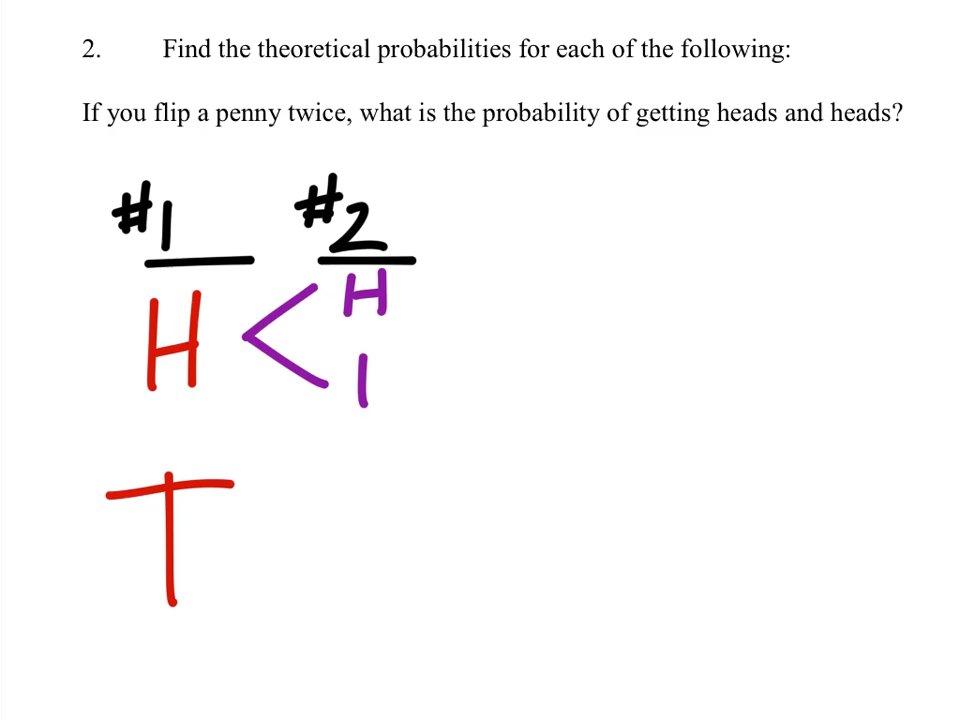 2. Find the theoretical probabilities for each of the following:
If you flip a penny twice, what is the probability of getting heads and heads?
#1 #2
H < H
I
T